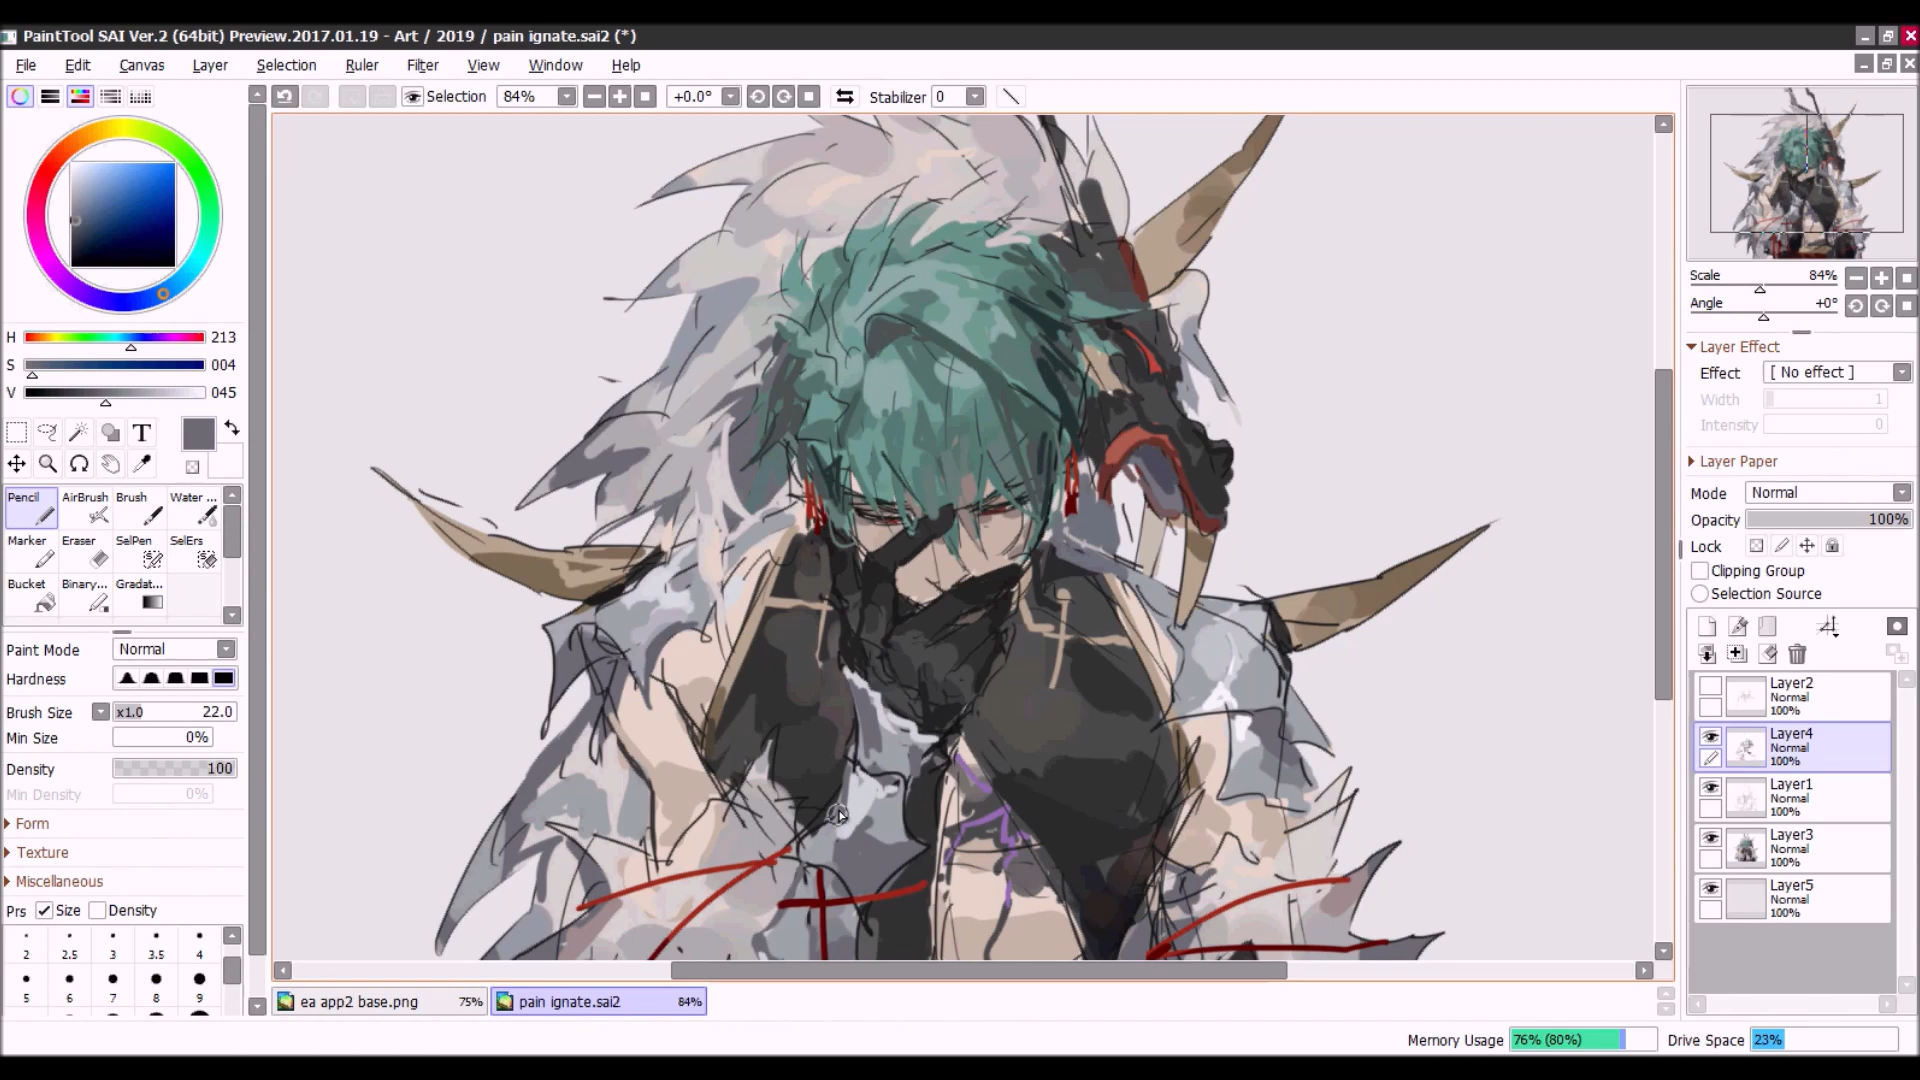 PaintTool SAI Ver.2 (64bit) Preview.2017.01.19 - Art / 2019 / pain ignate.sai2 (*)
File Edit Canvas Layer Selection Ruler Filter View Window Help
Selection 84% +0.0° Stabilizer 0
H 213
S 004
V 045
T
Pencil AirBrush Brush Water ...
Marker Eraser SelPen SelErs
Bucket Binary... Gradat...
Paint Mode Normal
Hardness
Brush Size x1.0 22.0
Min Size 0%
Density 100
Min Density 0%
Form
Texture
Miscellaneous
Prs Size Density
2 2.5 3 3.5 4
5 6 7 8 9
ea app2 base.png 75% pain ignate.sai2 84%
Scale 84%
Angle +0°
Layer Effect
Effect [ No effect ]
Width 1
Intensity 0
Layer Paper
Mode Normal
Opacity 100%
Lock
Clipping Group
Selection Source
Layer2
Normal
100%
Layer4
Normal
100%
Layer1
Normal
100%
Layer3
Normal
100%
Layer5
Normal
100%
Memory Usage 76% (80%) Drive Space 23%